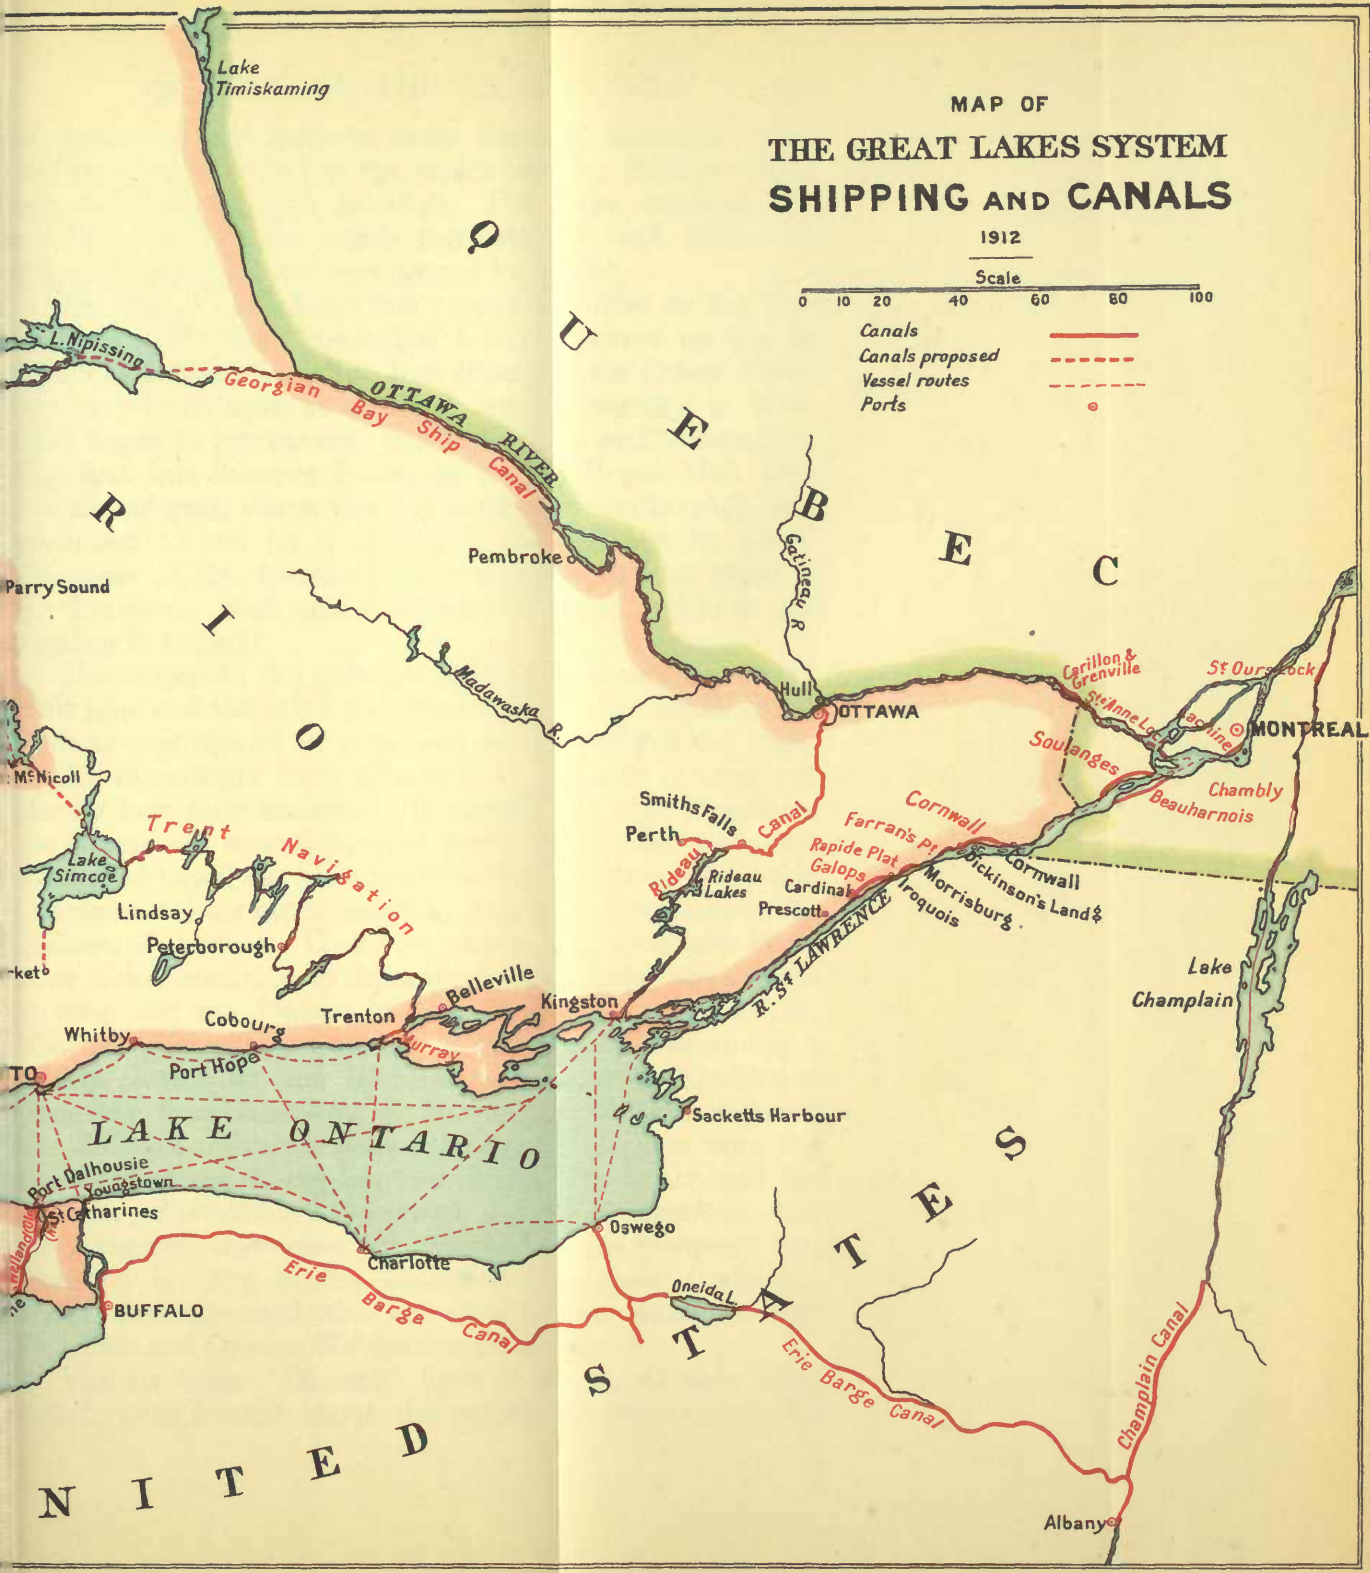 MAP OF
THE GREAT LAKES SYSTEM
SHIPPING AND CANALS
1912
Scale
0 10 20 40 60 80 100
Canals
Canals proposed
Vessel routes
Ports
Lake
Timiskaming
QUEBEC
L. Nipissing
Georgian Bay Ship Canal
OTTAWA RIVER
RIO
Parry Sound
Pembroke
Gatineau R
Madawaska R.
Hull
OTTAWA
Carillon &
Grenville
Ste Anne Loc
St Ours Lock
Lachine
MONTREAL
Soulanges
Chambly
Beauharnois
McNicoll
Trent Navigation
Lake
Simcoe
Lindsay
Peterborough
ket
Smiths Falls
Perth
Rideau Canal
Rideau
Lakes
Cornwall
Farran's Pt
Rapide Plat
Galops
Cardinal
Prescott
Cornwall
Dickinson's Landg
Morrisburg
Iroquois
R. St LAWRENCE
Belleville
Kingston
Trenton
Cobourg
Whitby
Murray
Port Hope
TO
LAKE ONTARIO
Sacketts Harbour
Lake
Champlain
Port Dalhousie
Youngstown
St Catharines
Charlotte
Oswego
BUFFALO
Erie Barge Canal
Oneida L.
Erie Barge Canal
Champlain Canal
Albany
NITED STATES